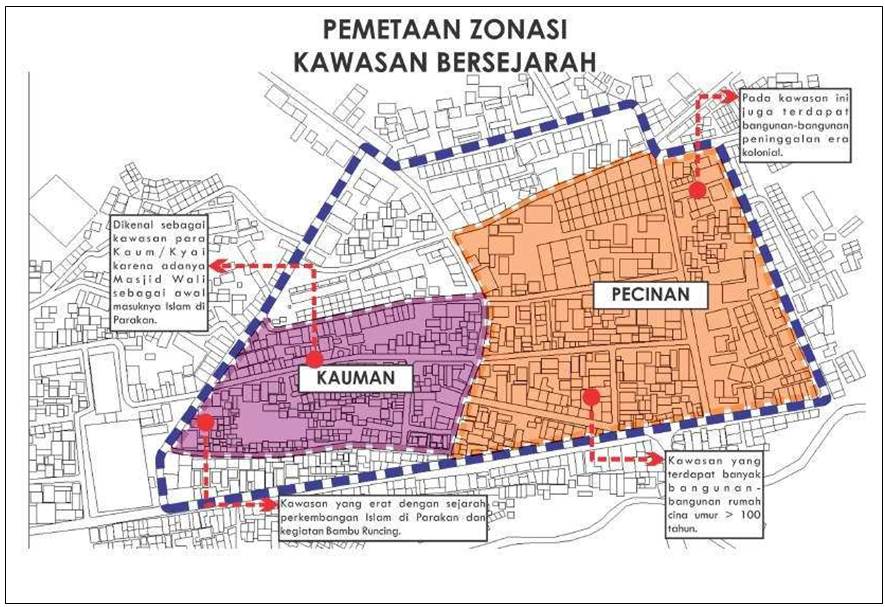 PEMETAAN ZONASI
KAWASAN BERSEJARAH
Pada kawasan ini
juga terdapat
bangunan-bangunan
peninggalan era
kolonial.
Dikenal sebagai
kawasan para
Kaum/Kyai
karena adanya
Masjid Wali
sebagai awal
masuknya Islam di
Parakan.
PECINAN
KAUMAN
Kawasan yang
terdapat banyak
bangunan-
bangunan rumah
cina umur > 100
tahun.
Kawasan yang erat dengan sejarah
perkembangan Islam di Parakan dan
kegiatan Bambu Runcing.